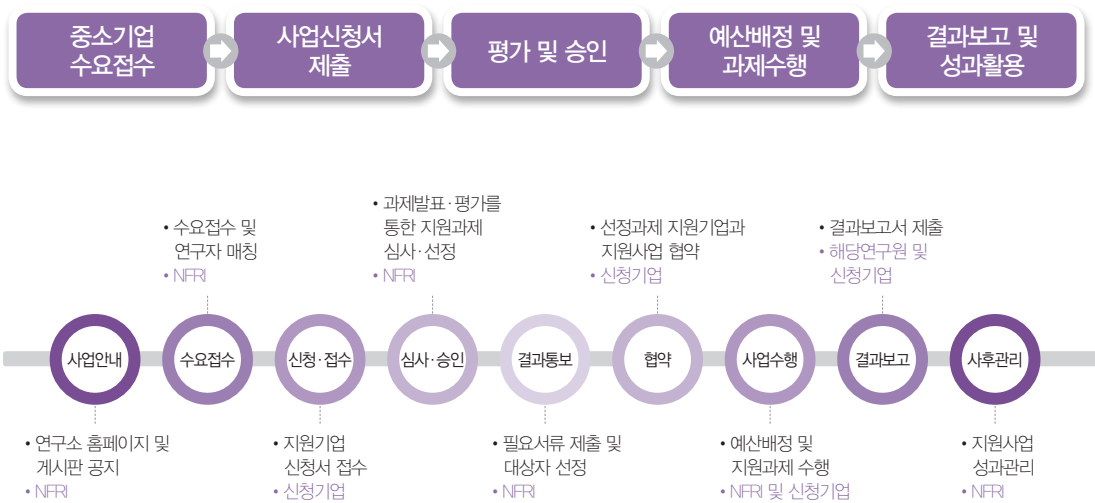 중소기업
수요접수
사업신청서
제출
평가 및 승인
예산배정 및
과제수행
결과보고 및
성과활용
• 수요접수 및
연구자 매칭
• NFRI
• 과제발표·평가를
통한 지원과제
심사·선정
• NFRI
• 선정과제 지원기업과
지원사업 협약
• 신청기업
• 결과보고서 제출
• 해당연구원 및
신청기업
사업안내
수요접수
신청·접수
심사·승인
결과통보
협약
사업수행
결과보고
사후관리
• 연구소 홈페이지 및
게시판 공지
• NFRI
• 지원기업
신청서 접수
• 신청기업
• 필요서류 제출 및
대상자 선정
• NFRI
• 예산배정 및
지원과제 수행
• NFRI 및 신청기업
• 지원사업
성과관리
• NFRI